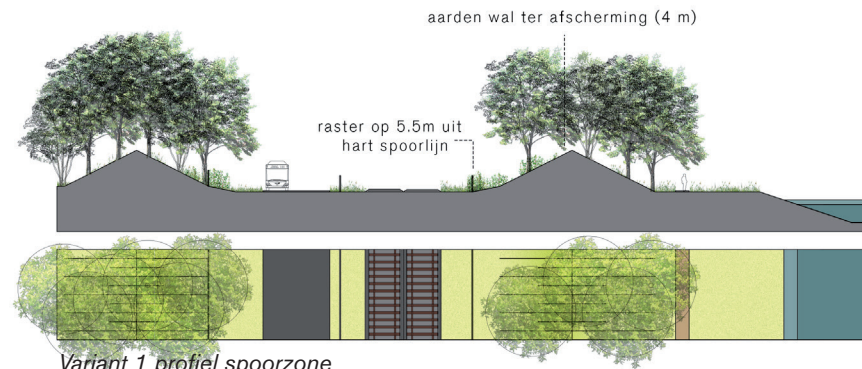 aarden wal ter afscherming (4 m)
raster op 5.5m uit
hart spoorlijn
Variant 1 profiel spoorzone